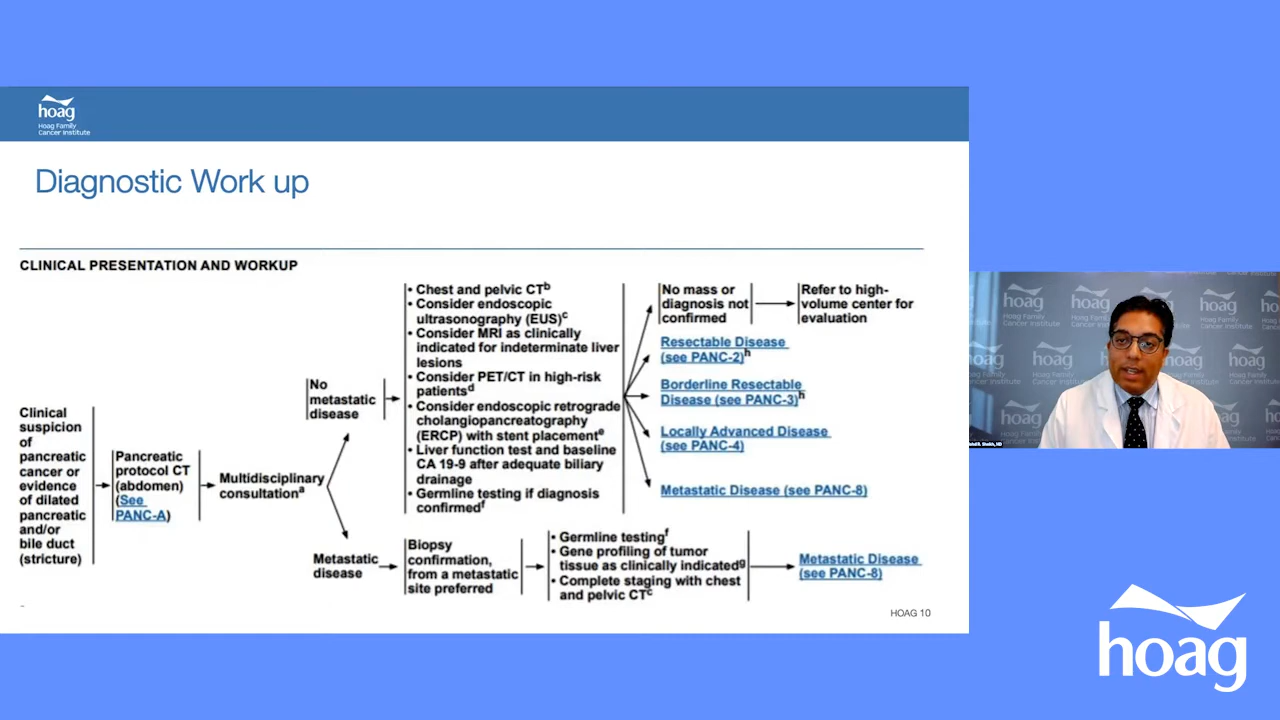 hoag
Hoag Family
Cancer Institute
Diagnostic Work up
CLINICAL PRESENTATION AND WORKUP
Clinical
suspicion
of
pancreatic
cancer or
evidence
of dilated
pancreatic
and/or
bile duct
(stricture)
Pancreatic
protocol CT
(abdomen)
(See
PANC-A)
Multidisciplinary
consultationa
No
metastatic
disease
• Chest and pelvic CTb
• Consider endoscopic
ultrasonography (EUS)c
• Consider MRI as clinically
indicated for indeterminate liver
lesions
• Consider PET/CT in high-risk
patientsd
• Consider endoscopic retrograde
cholangiopancreatography
(ERCP) with stent placemente
• Liver function test and baseline
CA 19-9 after adequate biliary
drainage
• Germline testing if diagnosis
confirmedf
No mass or
diagnosis not
confirmed
Refer to high-
volume center for
evaluation
Resectable Disease
(see PANC-2)h
Borderline Resectable
Disease (see PANC-3)h
Locally Advanced Disease
(see PANC-4)
Metastatic Disease (see PANC-8)
Metastatic
disease
Biopsy
confirmation,
from a metastatic
site preferred
• Germline testingf
• Gene profiling of tumor
tissue as clinically indicatedg
• Complete staging with chest
and pelvic CTc
Metastatic Disease
(see PANC-8)
HOAG 10
hoag
Hoag Family
Cancer Institute
hoag